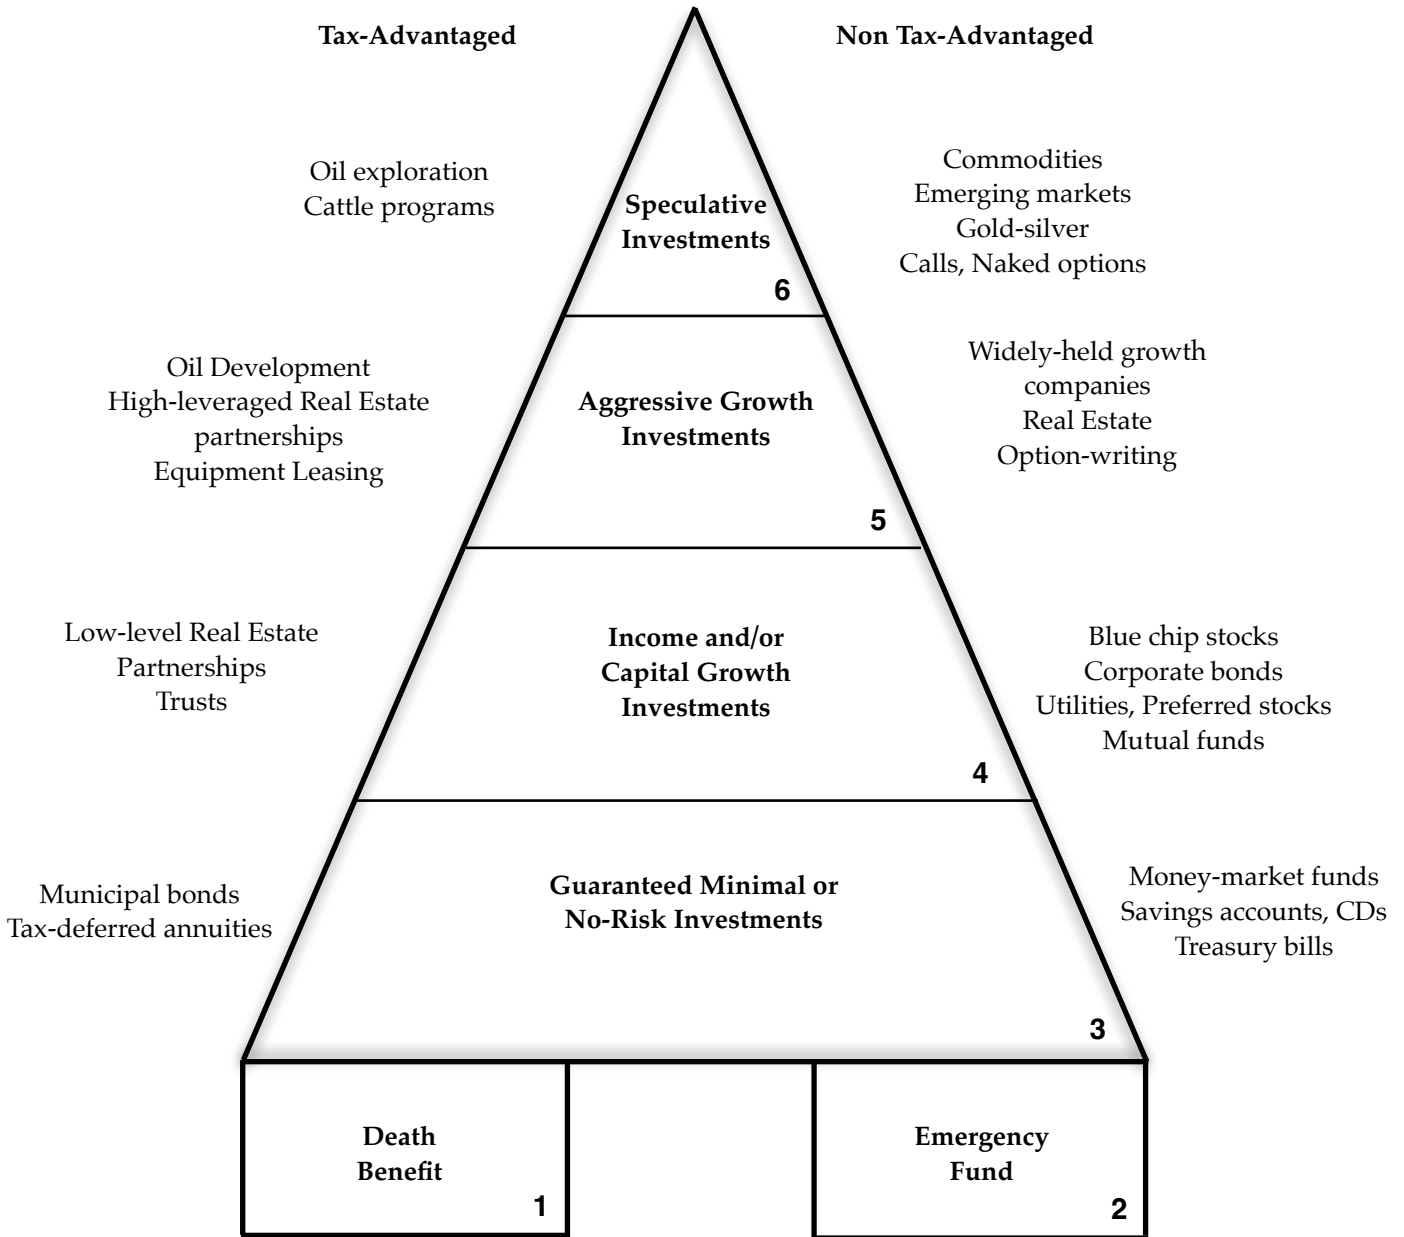 Tax-Advantaged
Non Tax-Advantaged
Oil exploration
Cattle programs
Speculative
Investments
6
Commodities
Emerging markets
Gold-silver
Calls, Naked options
Oil Development
High-leveraged Real Estate
partnerships
Equipment Leasing
Aggressive Growth
Investments
5
Widely-held growth
companies
Real Estate
Option-writing
Low-level Real Estate
Partnerships
Trusts
Income and/or
Capital Growth
Investments
4
Blue chip stocks
Corporate bonds
Utilities, Preferred stocks
Mutual funds
Municipal bonds
Tax-deferred annuities
Guaranteed Minimal or
No-Risk Investments
3
Money-market funds
Savings accounts, CDs
Treasury bills
Death
Benefit
1
Emergency
Fund
2